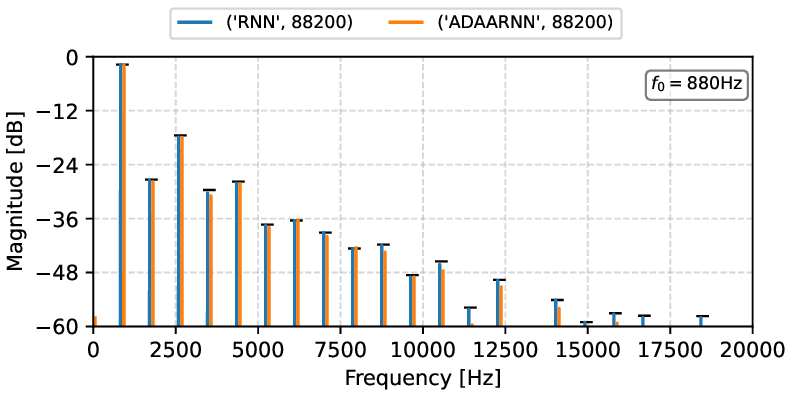 ('RNN', 88200) ('ADAARNN', 88200)
f₀ = 880Hz
Magnitude [dB]
0
−12
−24
−36
−48
−60
0 2500 5000 7500 10000 12500 15000 17500 20000
Frequency [Hz]